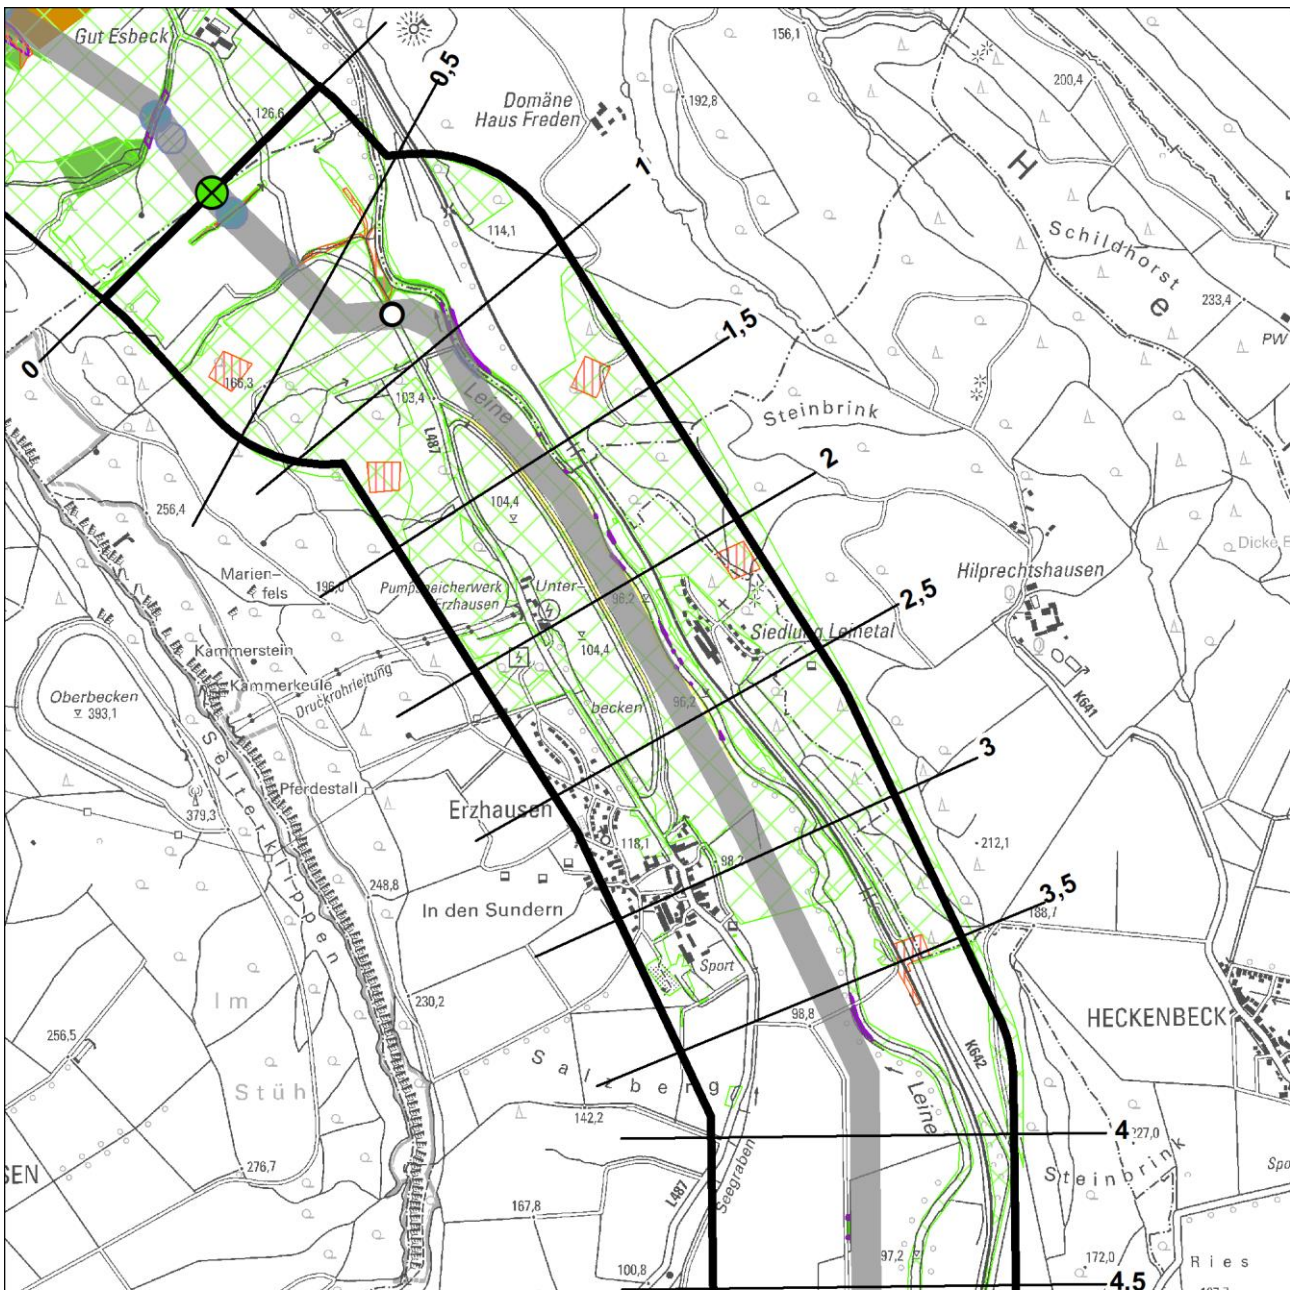 Gut Esbeck
126,6
0,5
Domäne
Haus Freden
192,8
156,1
200,4
H
e
Schildhorst
233,4
PW
114,1
1
0
166,3
103,4
L487
Leine
1,5
Steinbrink
2
256,4
r
104,4
Marien-
fels
196,0
Pumpspeicherwerk
Erzhausen
Unter-
96,2
104,4
Siedlung Leinetal
2,5
Hilprechtshausen
Dicke E
Kammerstein
Kammerkeule
Druckrohrleitung
Oberbecken
393,1
becken
96,2
K641
Selterklippen
Pferdestall
379,3
Erzhausen
118,1
98,2
3
212,1
248,8
In den Sundern
3,5
188,7
Sport
Im
Stüh
230,2
256,5
98,8
HECKENBECK
K642
Salzberg
Leine
142,2
4
227,0
Steinbrink
Spo
SEN
276,7
167,8
L487
Seegraben
97,2
172,0
Ries
100,8
4,5